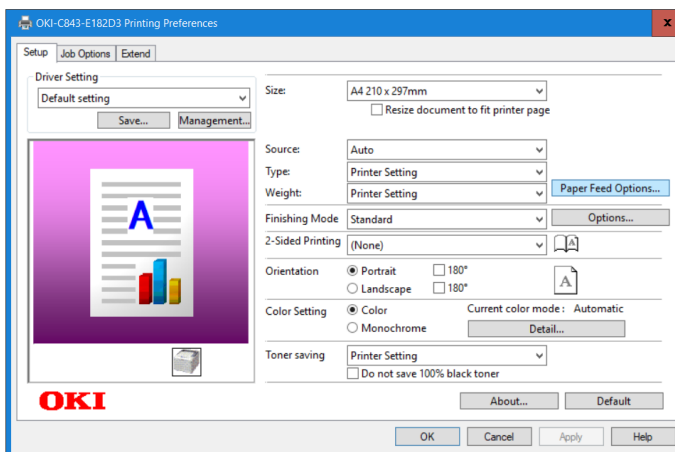 OKI-C843-E182D3 Printing Preferences
x
Setup Job Options Extend
Driver Setting
Default setting
Save... Management...
Size: A4 210 x 297mm
Resize document to fit printer page
Source: Auto
Type: Printer Setting
Weight: Printer Setting Paper Feed Options...
Finishing Mode Standard Options...
2-Sided Printing (None) A
Orientation Portrait 180°
Landscape 180°
A
A
Color Setting Color Current color mode : Automatic
Monochrome Detail...
Toner saving Printer Setting
Do not save 100% black toner
OKI About... Default
OK Cancel Apply Help